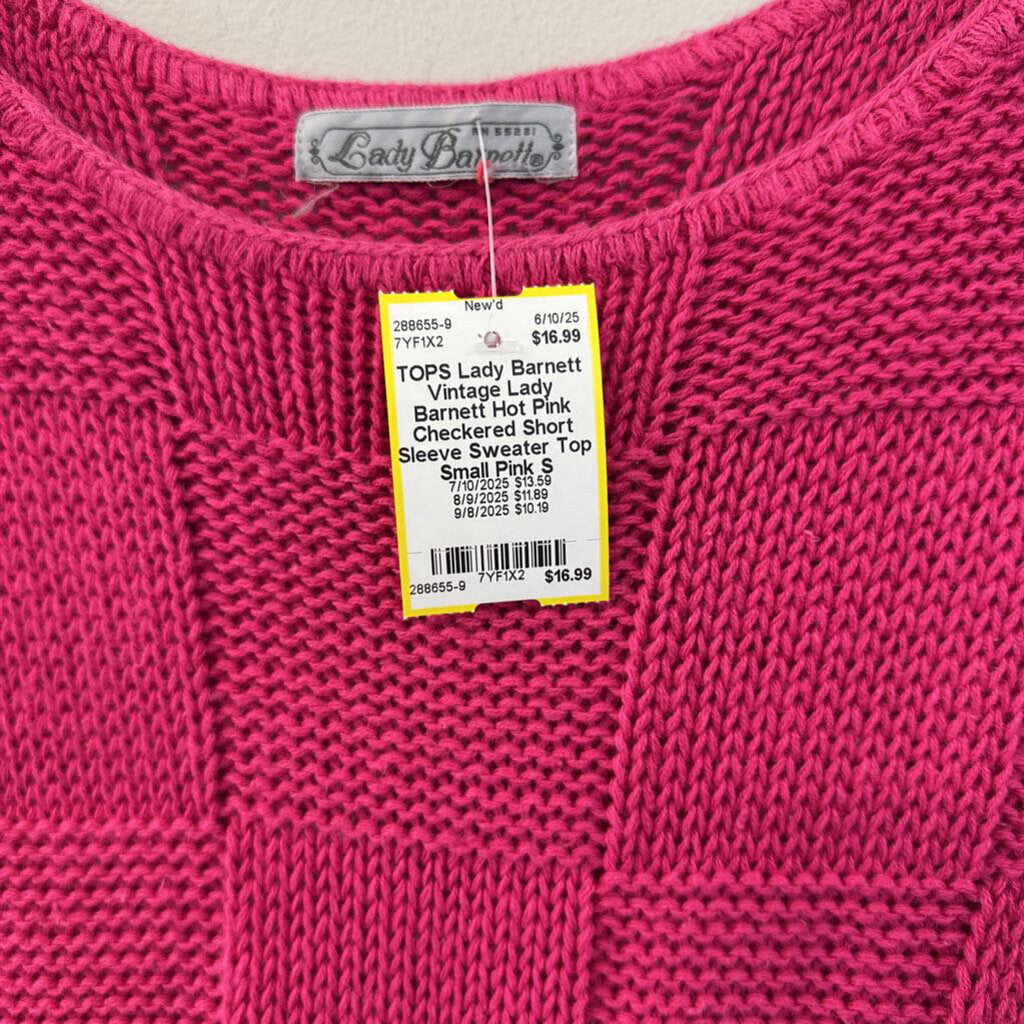 RN 55231
Lady Barnett®
New'd
288655-9 6/10/25
7YF1X2 $16.99
TOPS Lady Barnett
Vintage Lady
Barnett Hot Pink
Checkered Short
Sleeve Sweater Top
Small Pink S
7/10/2025 $13.59
8/9/2025 $11.89
9/8/2025 $10.19
288655-9 7YF1X2 $16.99